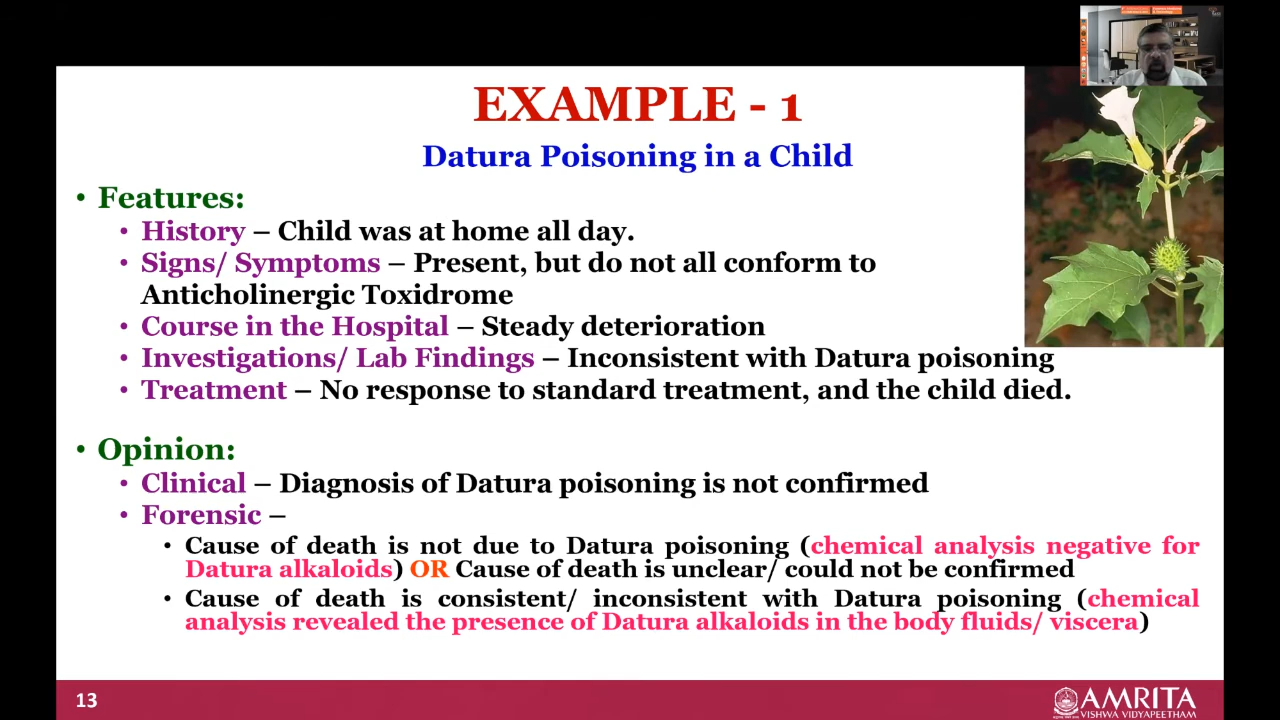 EXAMPLE - 1
Datura Poisoning in a Child
• Features:
• History – Child was at home all day.
• Signs/ Symptoms – Present, but do not all conform to
Anticholinergic Toxidrome
• Course in the Hospital – Steady deterioration
• Investigations/ Lab Findings – Inconsistent with Datura poisoning
• Treatment – No response to standard treatment, and the child died.
• Opinion:
• Clinical – Diagnosis of Datura poisoning is not confirmed
• Forensic –
• Cause of death is not due to Datura poisoning (chemical analysis negative for
Datura alkaloids) OR Cause of death is unclear/ could not be confirmed
• Cause of death is consistent/ inconsistent with Datura poisoning (chemical
analysis revealed the presence of Datura alkaloids in the body fluids/ viscera)
13
AMRITA
VISHWA VIDYAPEETHAM